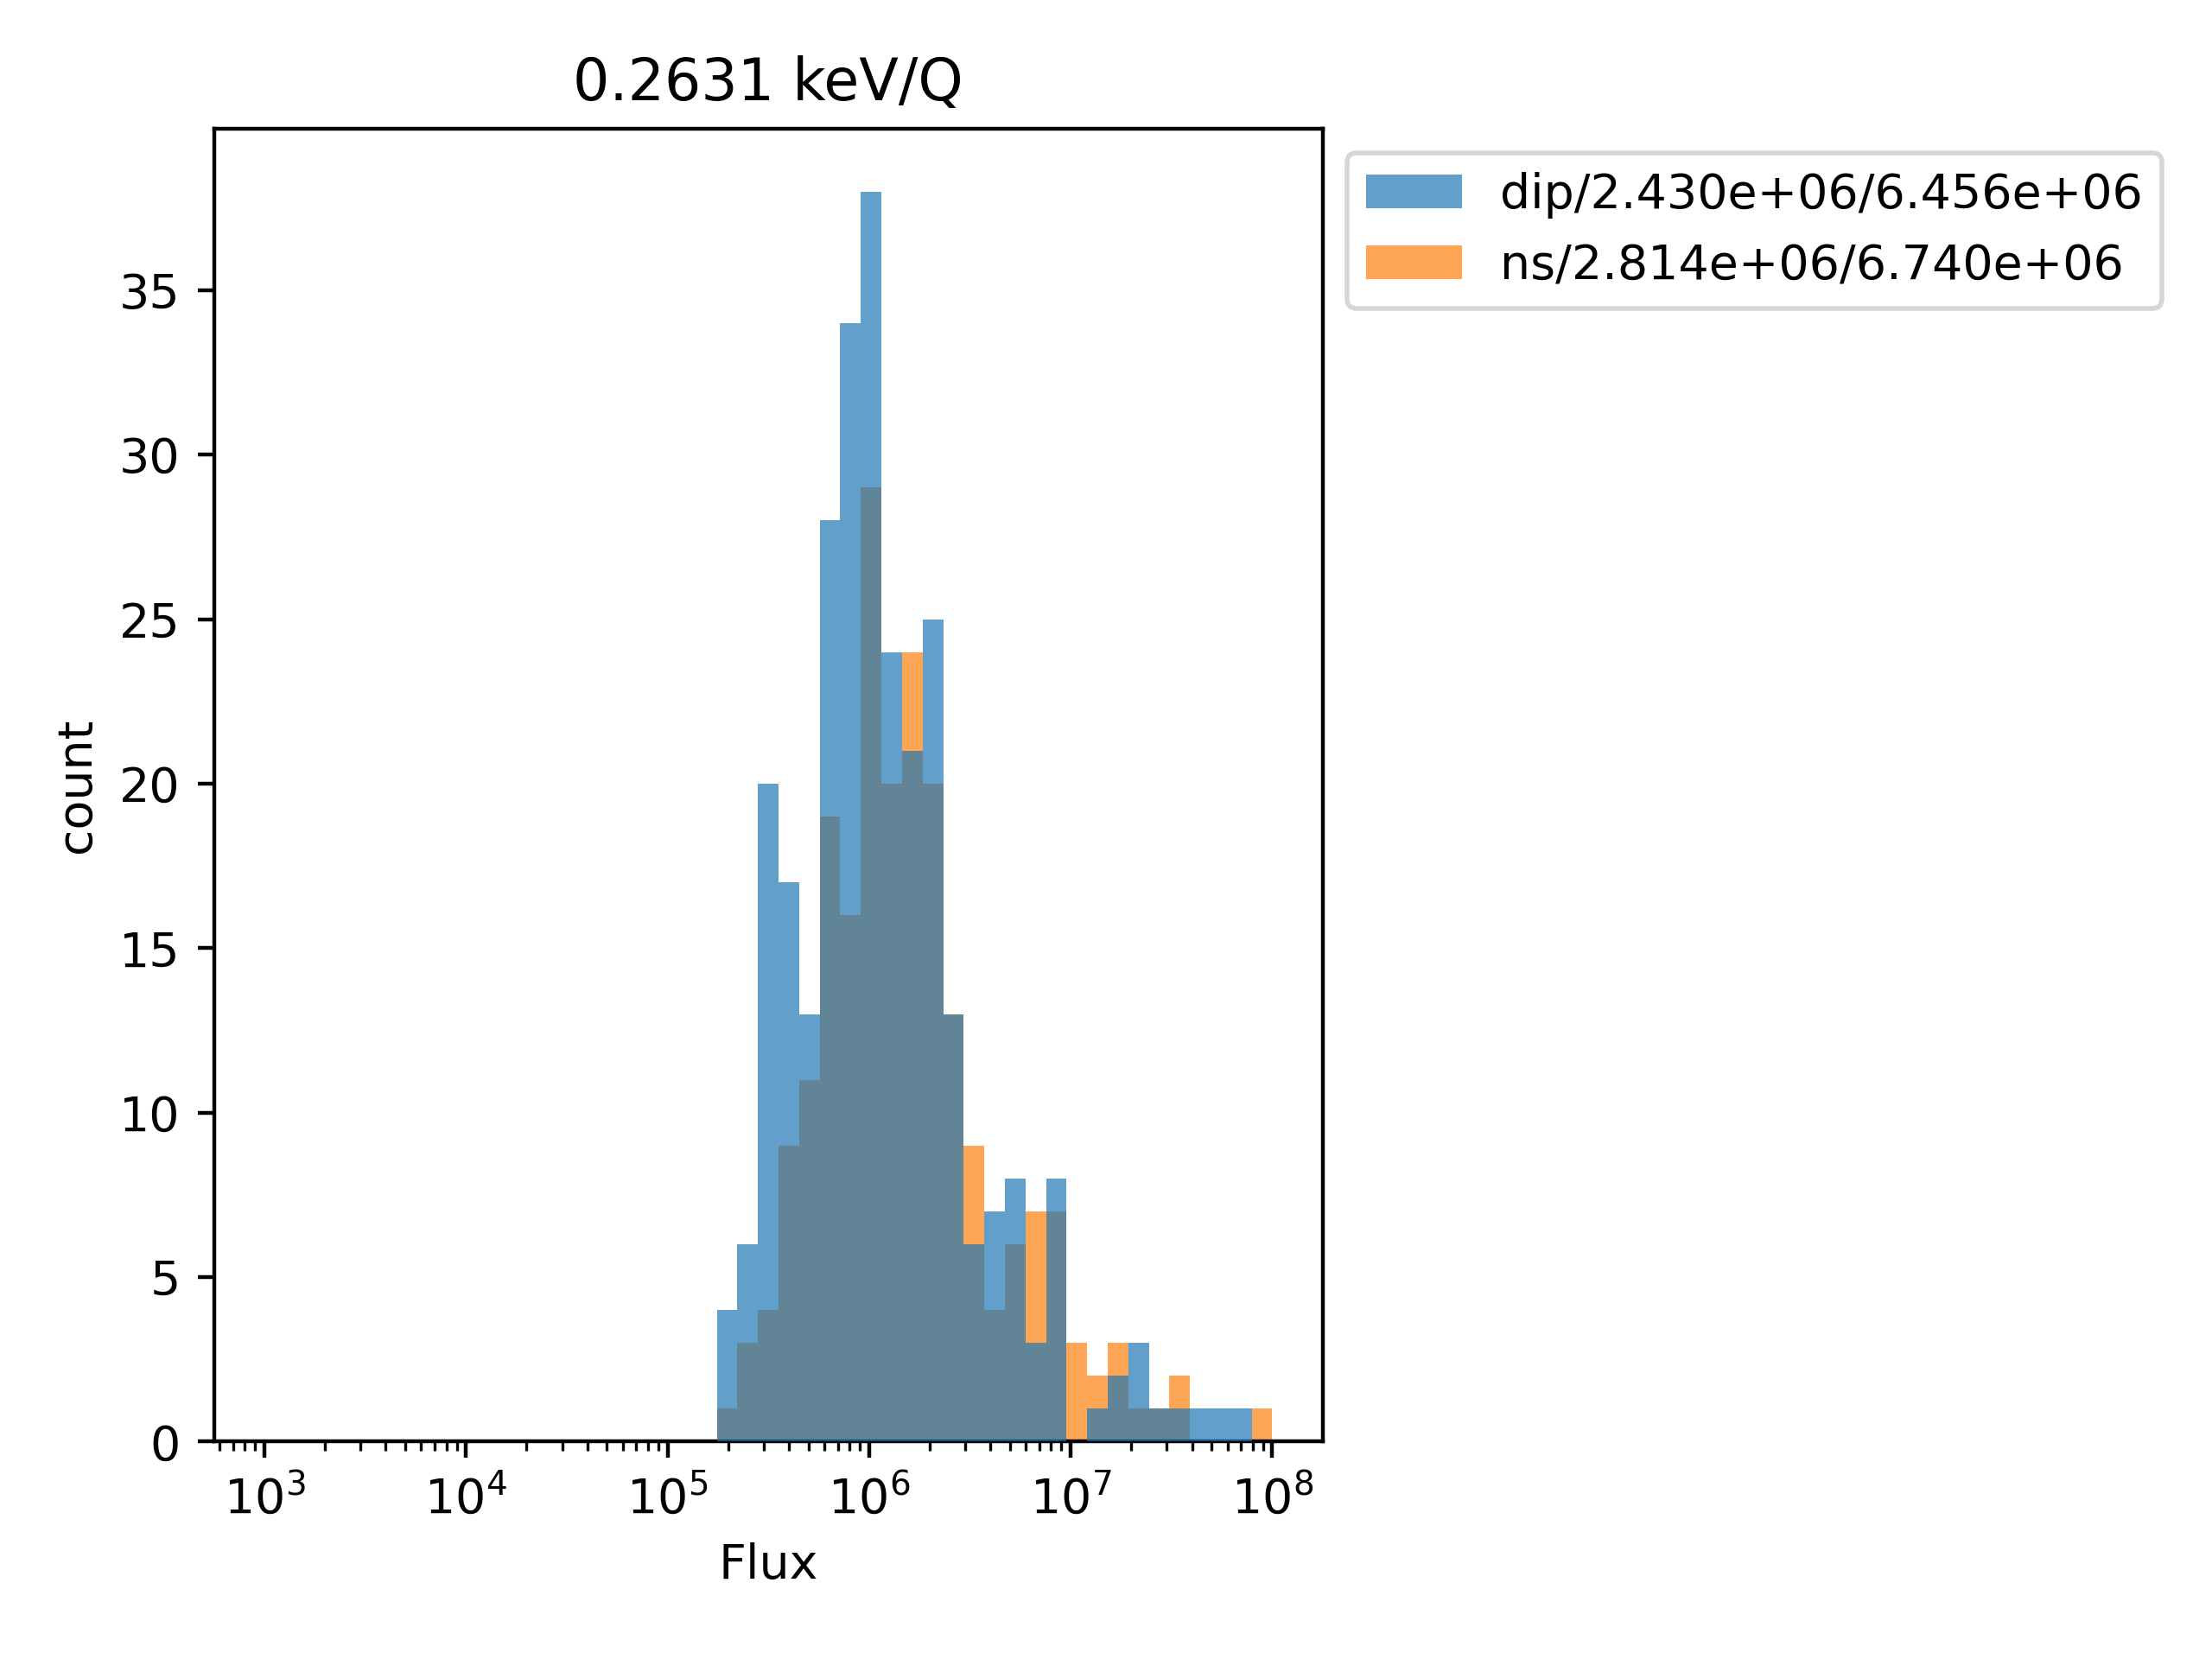 0.2631 keV/Q
dip/2.430e+06/6.456e+06
ns/2.814e+06/6.740e+06
count
35
30
25
20
15
10
5
0
10³ 10⁴ 10⁵ 10⁶ 10⁷ 10⁸
Flux